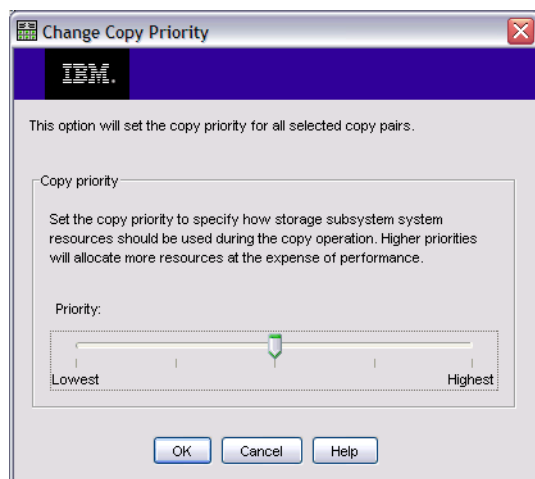 Change Copy Priority
IBM.
This option will set the copy priority for all selected copy pairs.
Copy priority
Set the copy priority to specify how storage subsystem system
resources should be used during the copy operation. Higher priorities
will allocate more resources at the expense of performance.
Priority:
Lowest Highest
OK Cancel Help